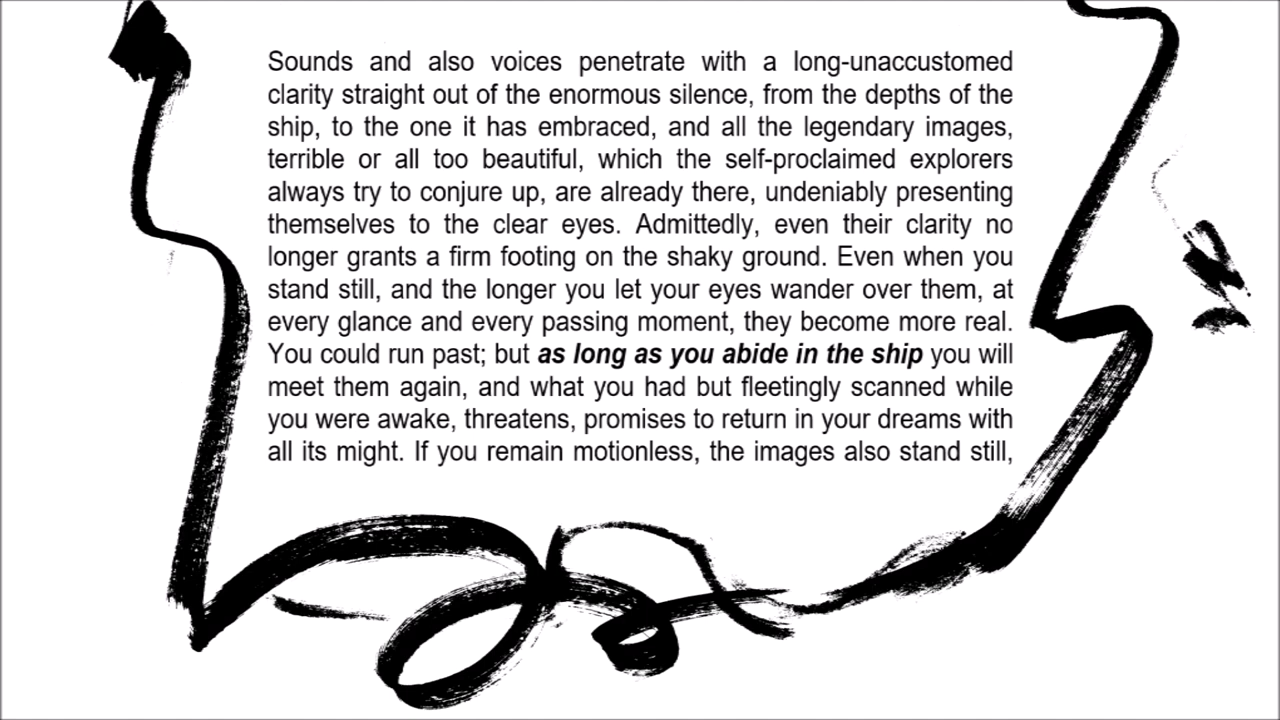 Sounds and also voices penetrate with a long-unaccustomed
clarity straight out of the enormous silence, from the depths of the
ship, to the one it has embraced, and all the legendary images,
terrible or all too beautiful, which the self-proclaimed explorers
always try to conjure up, are already there, undeniably presenting
themselves to the clear eyes. Admittedly, even their clarity no
longer grants a firm footing on the shaky ground. Even when you
stand still, and the longer you let your eyes wander over them, at
every glance and every passing moment, they become more real.
You could run past; but as long as you abide in the ship you will
meet them again, and what you had but fleetingly scanned while
you were awake, threatens, promises to return in your dreams with
all its might. If you remain motionless, the images also stand still,